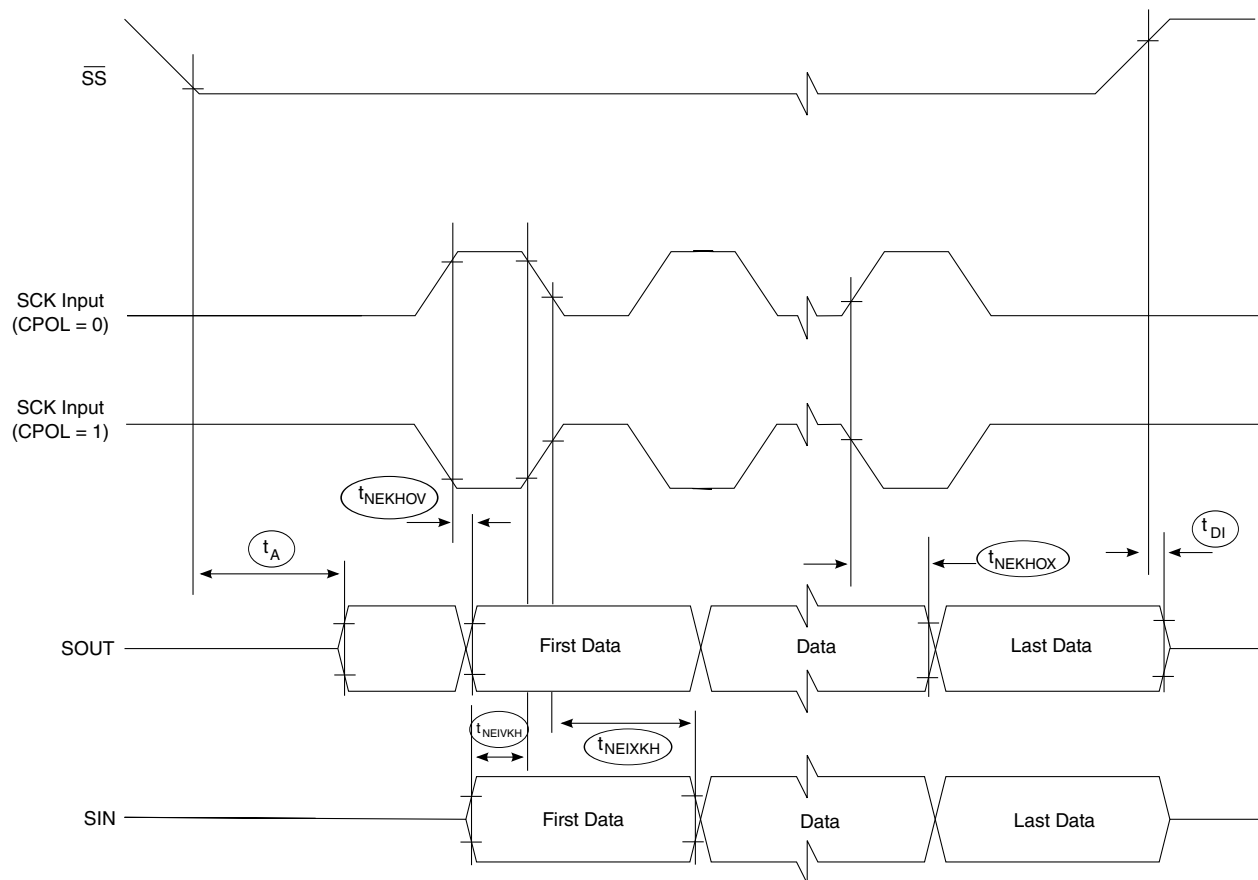 SS
SCK Input
(CPOL = 0)
SCK Input
(CPOL = 1)
tNEKHOV
tA
tNEKHOX
tDI
SOUT
First Data
Data
Last Data
tNEIVKH
tNEIXKH
SIN
First Data
Data
Last Data